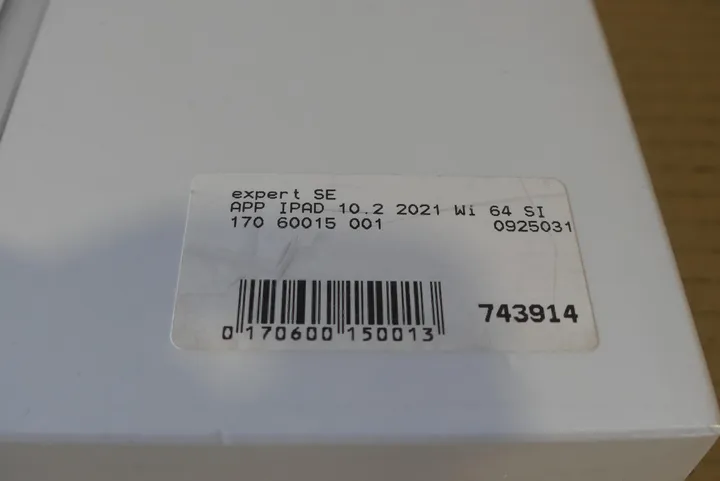 expert SE
APP IPAD 10.2 2021 Wi 64 SI
170 60015 001 0925031
743914
0 170600 150013